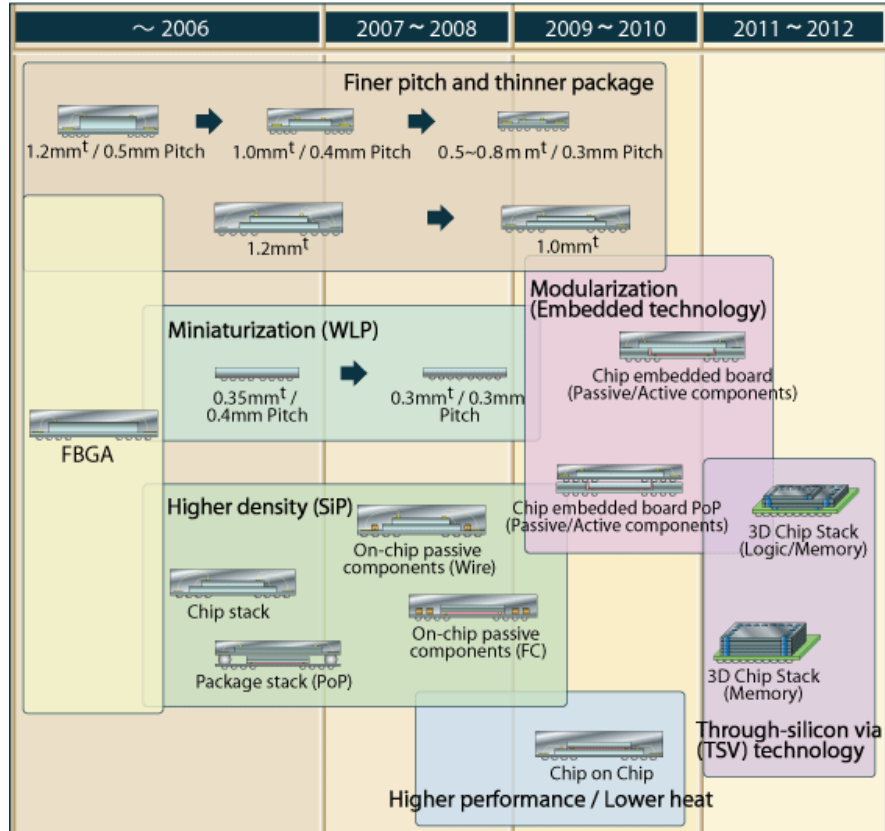 ～ 2006
2007 ~ 2008
2009 ~ 2010
2011 ~ 2012
Finer pitch and thinner package
1.2mmt / 0.5mm Pitch
1.0mmt / 0.4mm Pitch
0.5~0.8m mt / 0.3mm Pitch
1.2mmt
1.0mmt
Modularization
(Embedded technology)
Chip embedded board
(Passive/Active components)
Chip embedded board PoP
(Passive/Active components)
Miniaturization (WLP)
0.35mmt /
0.4mm Pitch
0.3mmt / 0.3mm
Pitch
FBGA
Higher density (SiP)
On-chip passive
components (Wire)
Chip stack
On-chip passive
components (FC)
Package stack (PoP)
3D Chip Stack
(Logic/Memory)
3D Chip Stack
(Memory)
Through-silicon via
(TSV) technology
Chip on Chip
Higher performance / Lower heat